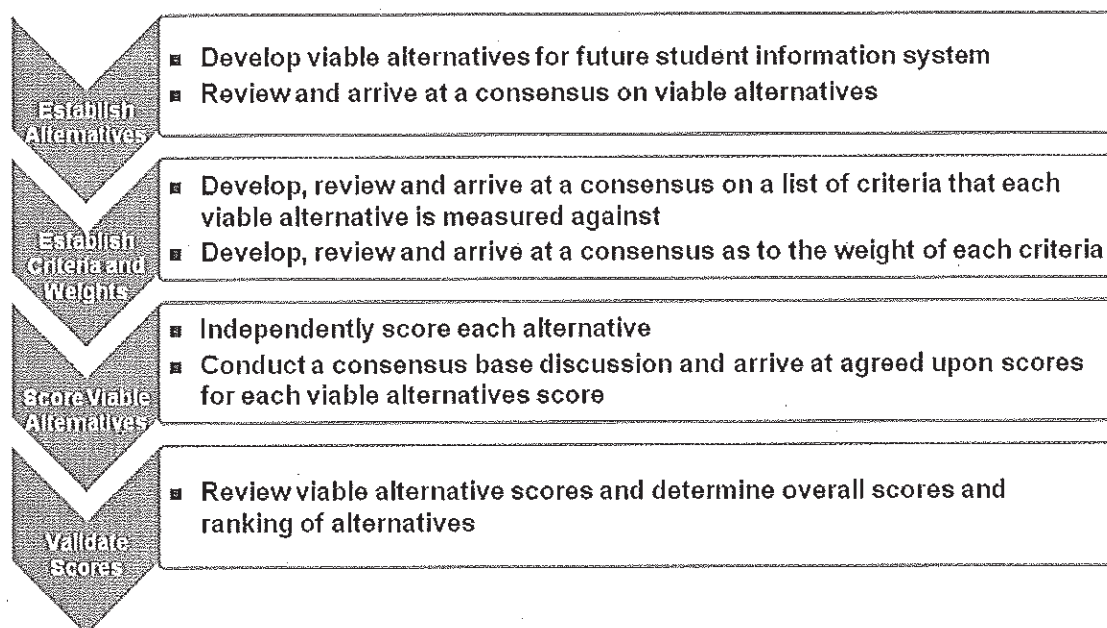 Establish
Alternatives
▪ Develop viable alternatives for future student information system
▪ Review and arrive at a consensus on viable alternatives
Establish
Criteria and
Weights
▪ Develop, review and arrive at a consensus on a list of criteria that each
viable alternative is measured against
▪ Develop, review and arrive at a consensus as to the weight of each criteria
Score Viable
Alternatives
▪ Independently score each alternative
▪ Conduct a consensus base discussion and arrive at agreed upon scores
for each viable alternatives score
Validate
Scores
▪ Review viable alternative scores and determine overall scores and
ranking of alternatives